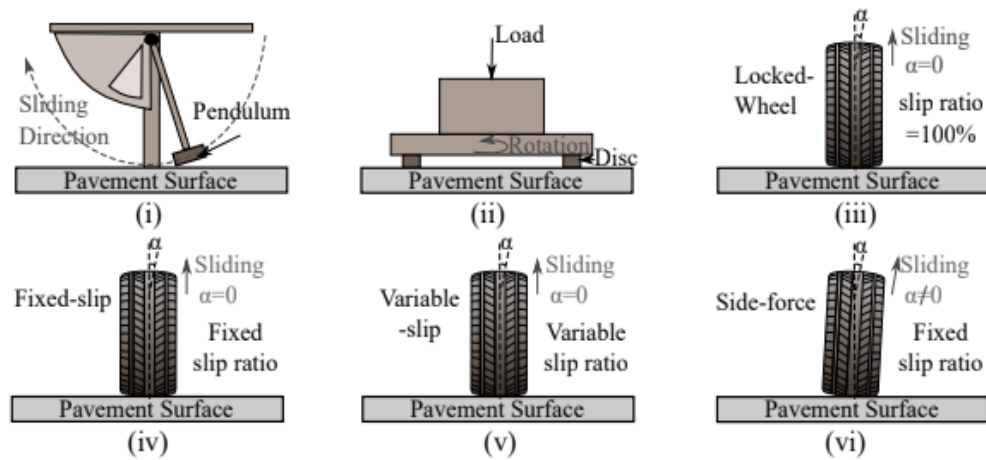 Sliding
Direction
Pendulum
Pavement Surface
(i)
Load
Rotation
Disc
Pavement Surface
(ii)
α
Locked-
Wheel
Sliding
α=0
slip ratio
=100%
Pavement Surface
(iii)
α
Fixed-slip
Sliding
α=0
Fixed
slip ratio
Pavement Surface
(iv)
α
Variable
-slip
Sliding
α=0
Variable
slip ratio
Pavement Surface
(v)
α
Side-force
Sliding
α≠0
Fixed
slip ratio
Pavement Surface
(vi)